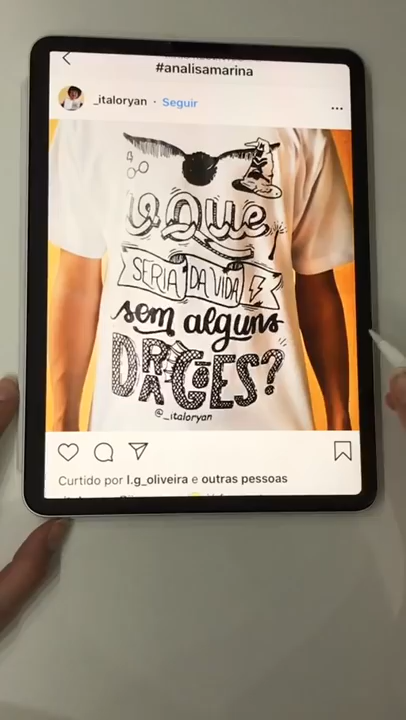 #analisamarina
_italoryan · Seguir
o Que
SERIA DA VIDA
sem alguns
DRAGÕES?
@_italoryan
Curtido por l.g_oliveira e outras pessoas